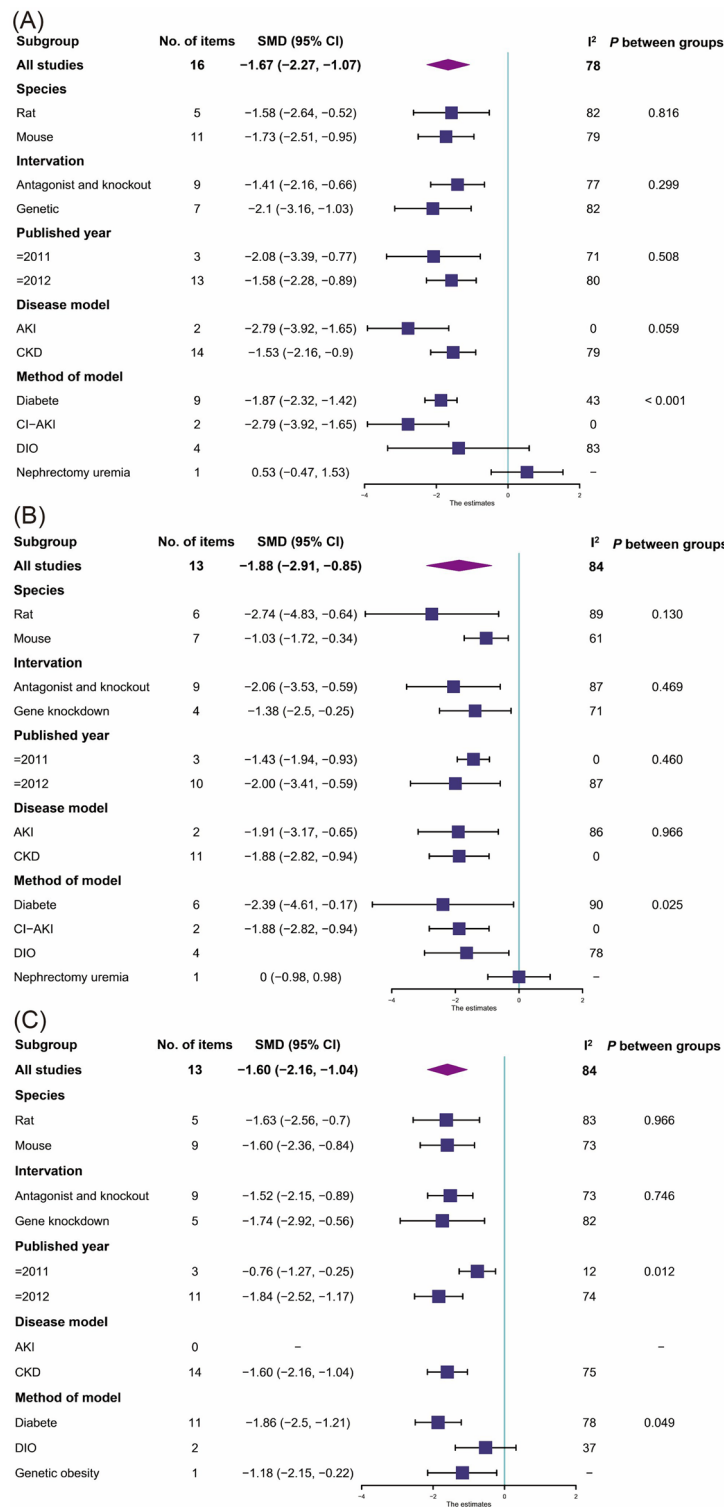 (A)
Subgroup No. of items SMD (95% CI) I² P between groups
All studies 16 −1.67 (−2.27, −1.07) 78
Species
Rat 5 −1.58 (−2.64, −0.52) 82 0.816
Mouse 11 −1.73 (−2.51, −0.95) 79
Intervation
Antagonist and knockout 9 −1.41 (−2.16, −0.66) 77 0.299
Genetic 7 −2.1 (−3.16, −1.03) 82
Published year
=2011 3 −2.08 (−3.39, −0.77) 71 0.508
=2012 13 −1.58 (−2.28, −0.89) 80
Disease model
AKI 2 −2.79 (−3.92, −1.65) 0 0.059
CKD 14 −1.53 (−2.16, −0.9) 79
Method of model
Diabete 9 −1.87 (−2.32, −1.42) 43 < 0.001
CI−AKI 2 −2.79 (−3.92, −1.65) 0
DIO 4 83
Nephrectomy uremia 1 0.53 (−0.47, 1.53) −
−4 −2 0 2
The estimates
(B)
Subgroup No. of items SMD (95% CI) I² P between groups
All studies 13 −1.88 (−2.91, −0.85) 84
Species
Rat 6 −2.74 (−4.83, −0.64) 89 0.130
Mouse 7 −1.03 (−1.72, −0.34) 61
Intervation
Antagonist and knockout 9 −2.06 (−3.53, −0.59) 87 0.469
Gene knockdown 4 −1.38 (−2.5, −0.25) 71
Published year
=2011 3 −1.43 (−1.94, −0.93) 0 0.460
=2012 10 −2.00 (−3.41, −0.59) 87
Disease model
AKI 2 −1.91 (−3.17, −0.65) 86 0.966
CKD 11 −1.88 (−2.82, −0.94) 0
Method of model
Diabete 6 −2.39 (−4.61, −0.17) 90 0.025
CI−AKI 2 −1.88 (−2.82, −0.94) 0
DIO 4 78
Nephrectomy uremia 1 0 (−0.98, 0.98) −
−4 −2 0 2
The estimates
(C)
Subgroup No. of items SMD (95% CI) I² P between groups
All studies 13 −1.60 (−2.16, −1.04) 84
Species
Rat 5 −1.63 (−2.56, −0.7) 83 0.966
Mouse 9 −1.60 (−2.36, −0.84) 73
Intervation
Antagonist and knockout 9 −1.52 (−2.15, −0.89) 73 0.746
Gene knockdown 5 −1.74 (−2.92, −0.56) 82
Published year
=2011 3 −0.76 (−1.27, −0.25) 12 0.012
=2012 11 −1.84 (−2.52, −1.17) 74
Disease model
AKI 0 − −
CKD 14 −1.60 (−2.16, −1.04) 75
Method of model
Diabete 11 −1.86 (−2.5, −1.21) 78 0.049
DIO 2 37
Genetic obesity 1 −1.18 (−2.15, −0.22) −
−4 −2 0 2
The estimates